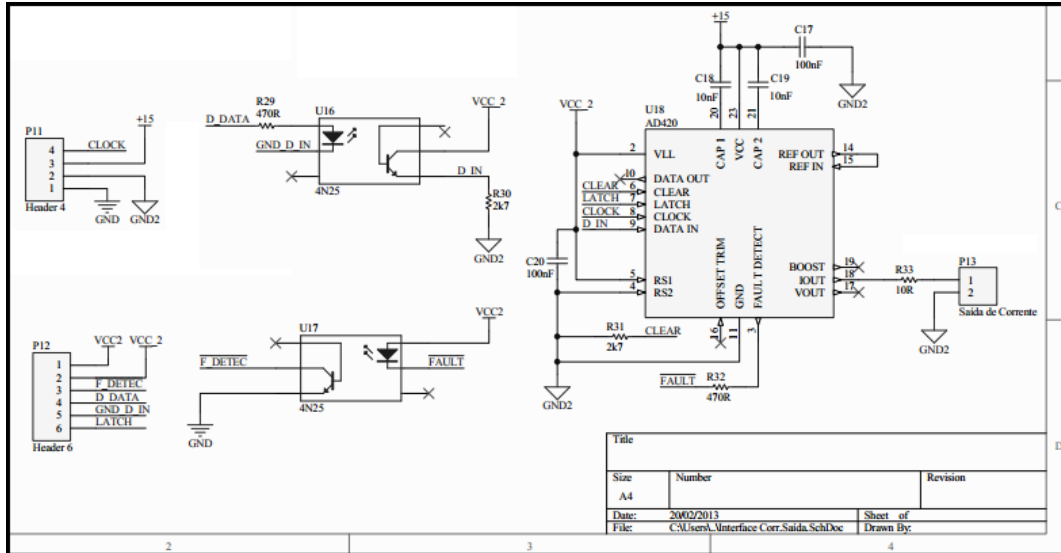 +15
C17
100nF
GND2
C18
10nF
C19
10nF
20
23
21
R29
470R
U16
VCC_2
D_DATA
GND_D_IN
4N25
D_IN
R30
2k7
GND2
P11
+15
4
CLOCK
3
2
1
Header 4
GND
GND2
VCC_2
U18
AD420
CAP 1
VCC
CAP 2
2
VLL
REF OUT
14
REF IN
15
10
DATA OUT
CLEAR
6
CLEAR
LATCH
7
LATCH
CLOCK
8
CLOCK
D_IN
9
DATA IN
C20
100nF
5
RS1
4
RS2
OFFSET TRIM
GND
FAULT DETECT
BOOST
19
IOUT
18
VOUT
17
R33
10R
P13
1
2
Saída de Corrente
GND2
16
11
3
R31
2k7
CLEAR
GND2
FAULT
R32
470R
P12
VCC2
VCC_2
1
2
3
F_DETEC
4
D_DATA
5
GND_D_IN
6
LATCH
Header 6
U17
VCC2
F_DETEC
FAULT
4N25
GND
Title
Size
Number
Revision
A4
Date:
20/02/2013
Sheet of
File:
C:\Users\..\Interface Corr.Saida.SchDoc
Drawn By:
2
3
4
C
D